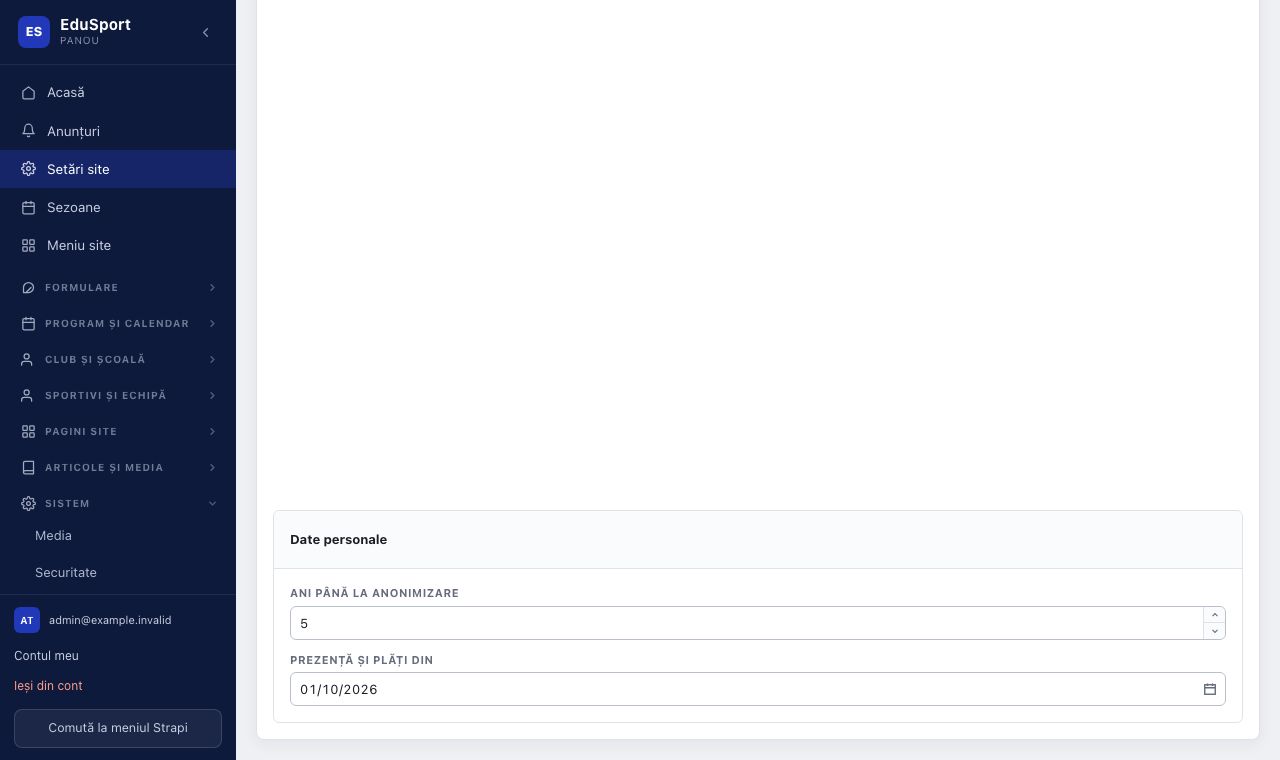 ES
EduSport
PANOU
Acasă
Anunțuri
Setări site
Sezoane
Meniu site
FORMULARE
PROGRAM ȘI CALENDAR
CLUB ȘI ȘCOALĂ
SPORTIVI ȘI ECHIPĂ
PAGINI SITE
ARTICOLE ȘI MEDIA
SISTEM
Media
Securitate
AT
admin@example.invalid
Contul meu
Ieși din cont
Comută la meniul Strapi
Date personale
ANI PÂNĂ LA ANONIMIZARE
5
PREZENȚĂ ȘI PLĂȚI DIN
01/10/2026